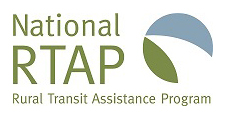 National
RTAP
Rural Transit Assistance Program